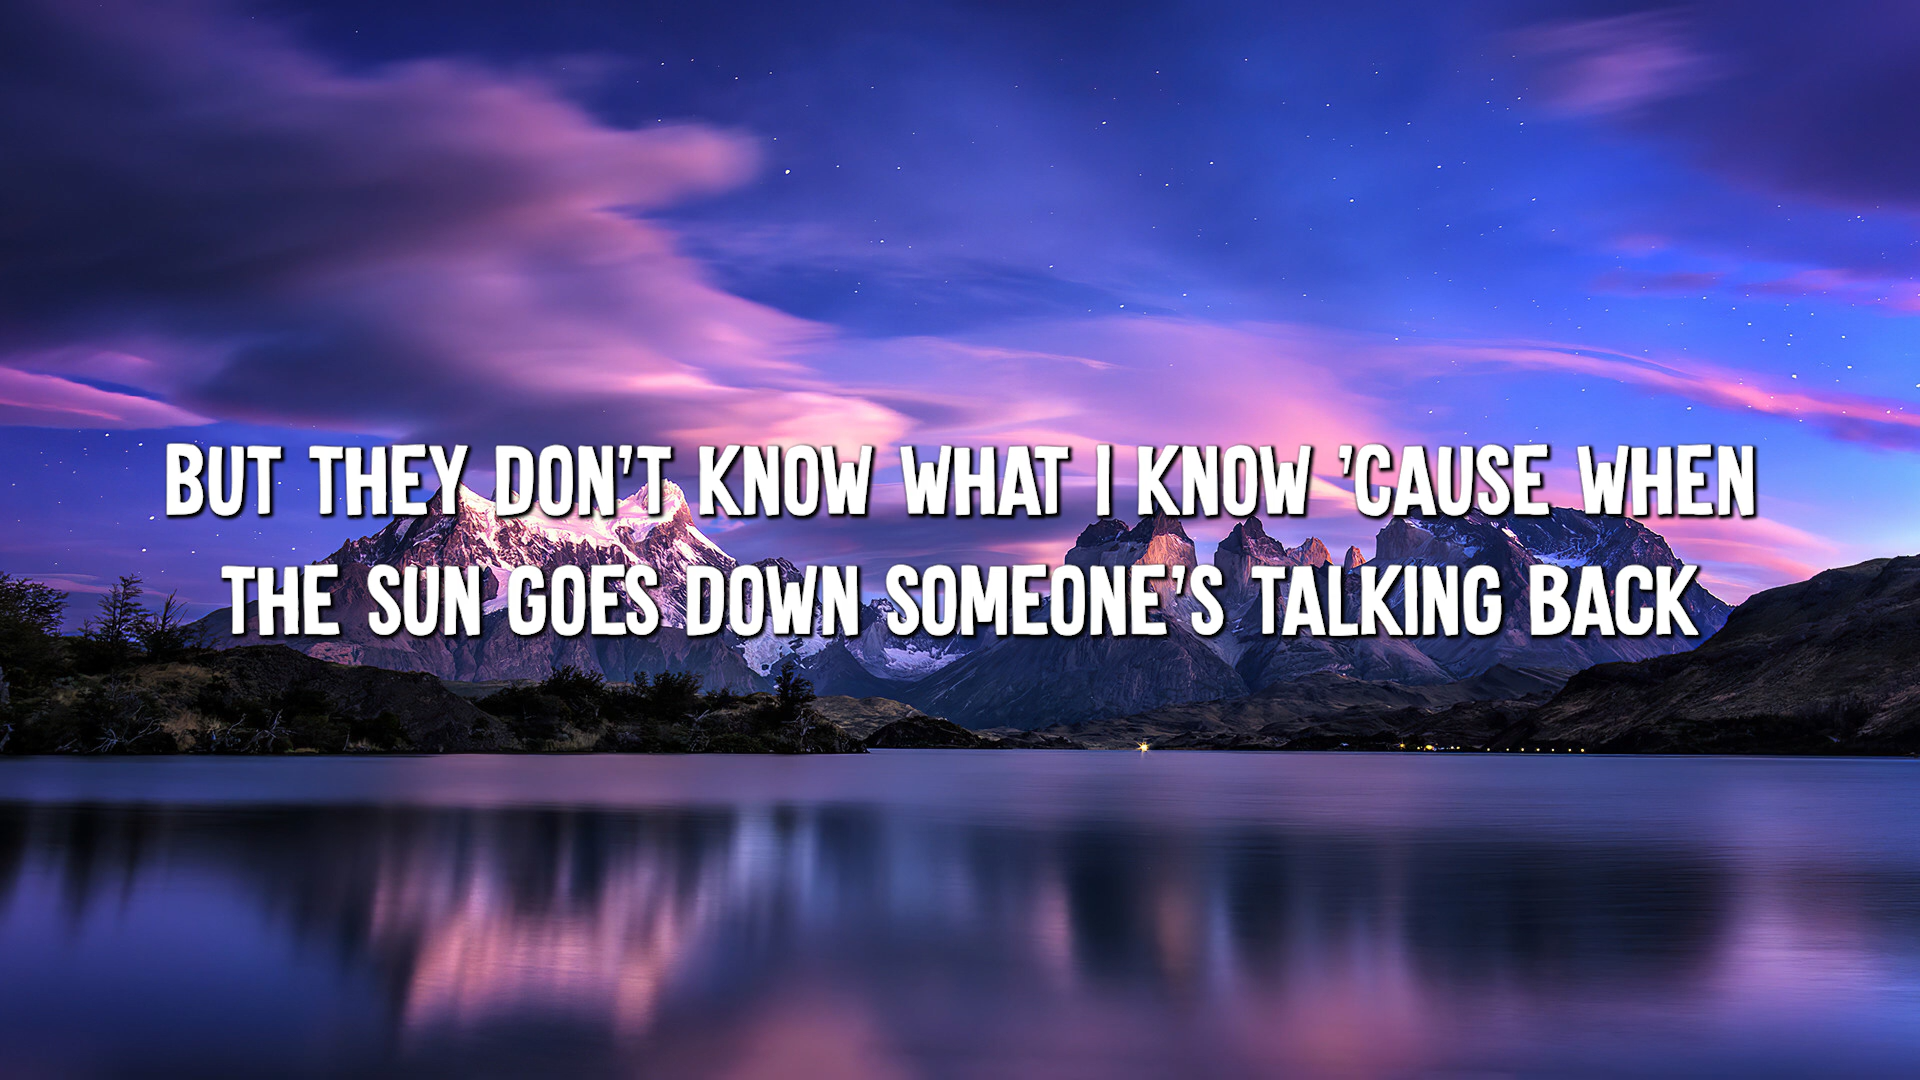 BUT THEY DON'T KNOW WHAT I KNOW 'CAUSE WHEN
THE SUN GOES DOWN SOMEONE'S TALKING BACK